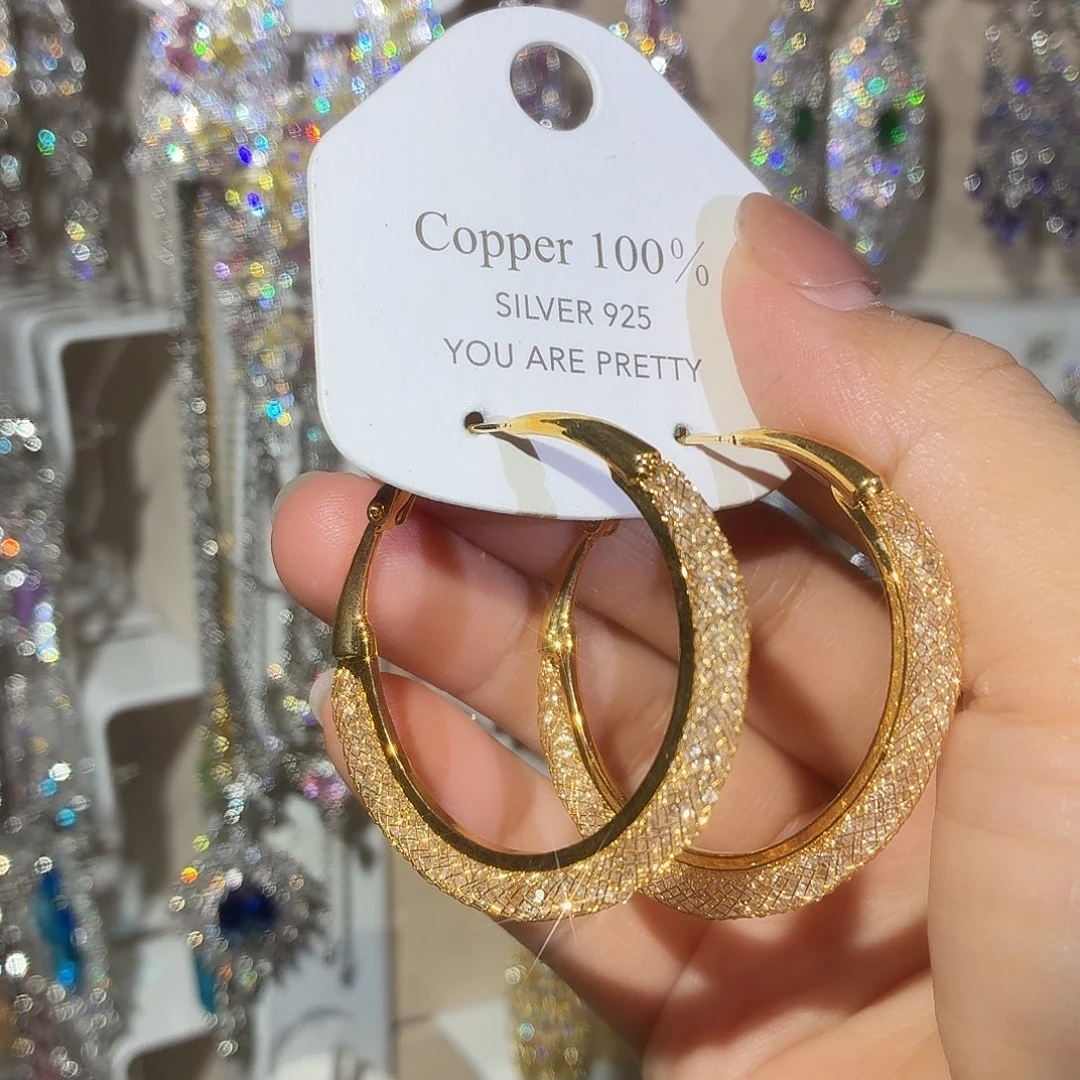 Copper 100%
SILVER 925
YOU ARE PRETTY